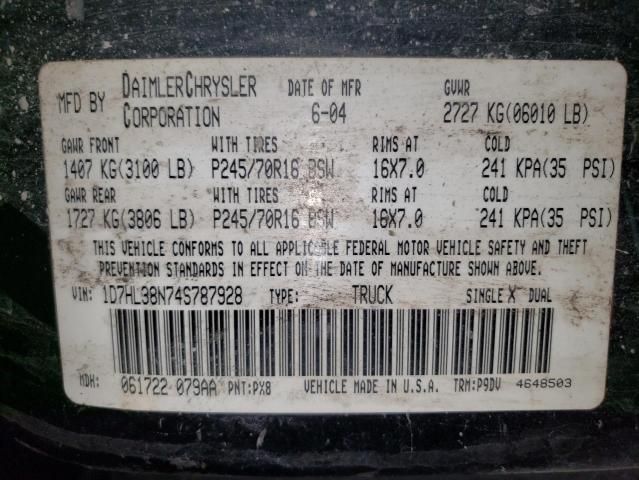 MFD BY DAIMLERCHRYSLER CORPORATION DATE OF MFR 6-04 GVWR 2727 KG(06010 LB)
GAWR FRONT WITH TIRES RIMS AT COLD
1407 KG(3100 LB) P245/70R16 BSW 16X7.0 241 KPA(35 PSI)
GAWR REAR WITH TIRES RIMS AT COLD
1727 KG(3806 LB) P245/70R16 BSW 16X7.0 241 KPA(35 PSI)
THIS VEHICLE CONFORMS TO ALL APPLICABLE FEDERAL MOTOR VEHICLE SAFETY AND THEFT
PREVENTION STANDARDS IN EFFECT ON THE DATE OF MANUFACTURE SHOWN ABOVE.
VIN: 1D7HL38N74S787928 TYPE: TRUCK SINGLE X DUAL
MDH: 061722 079AA PNT:PX8 VEHICLE MADE IN U.S.A. TRM:P9DV 4648503